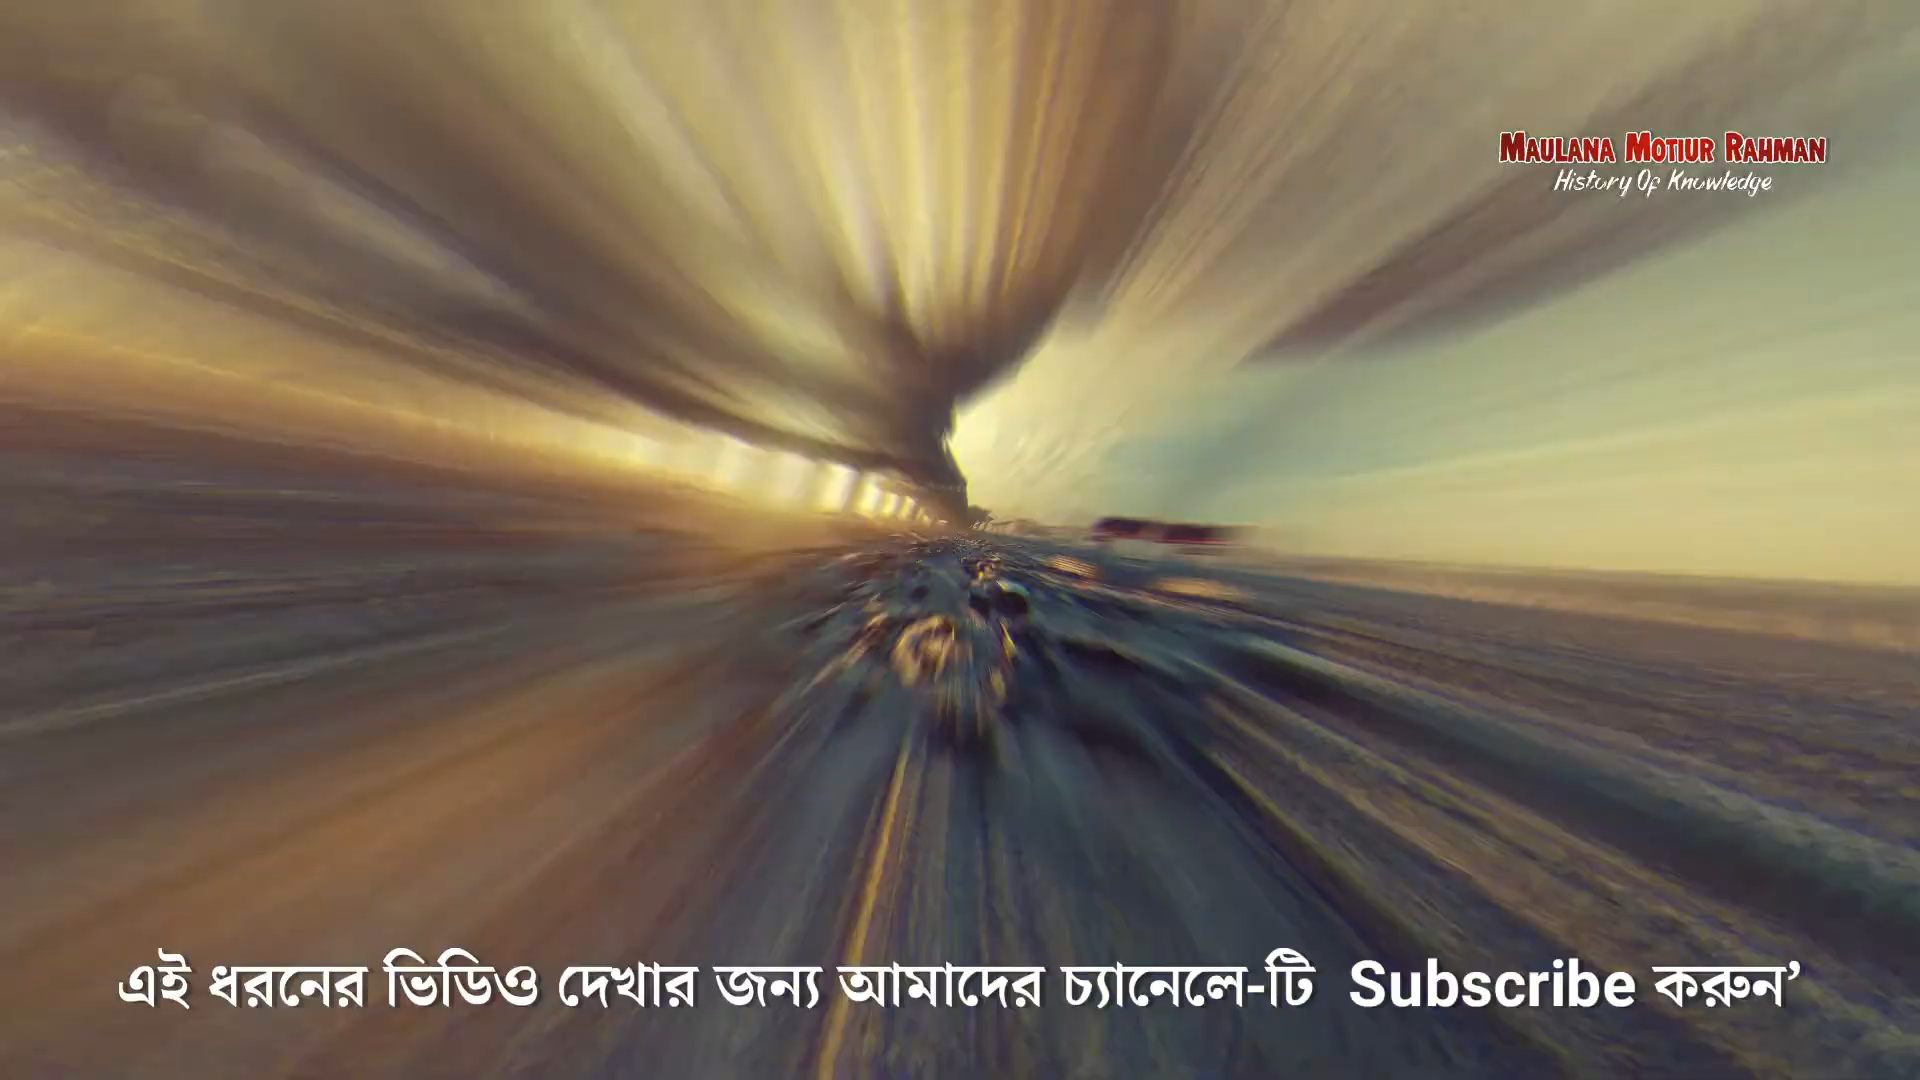 MAULANA MOTIUR RAHMAN
History Of Knowledge
এই ধরনের ভিডিও দেখার জন্য আমাদের চ্যানেলে-টি Subscribe করুন’